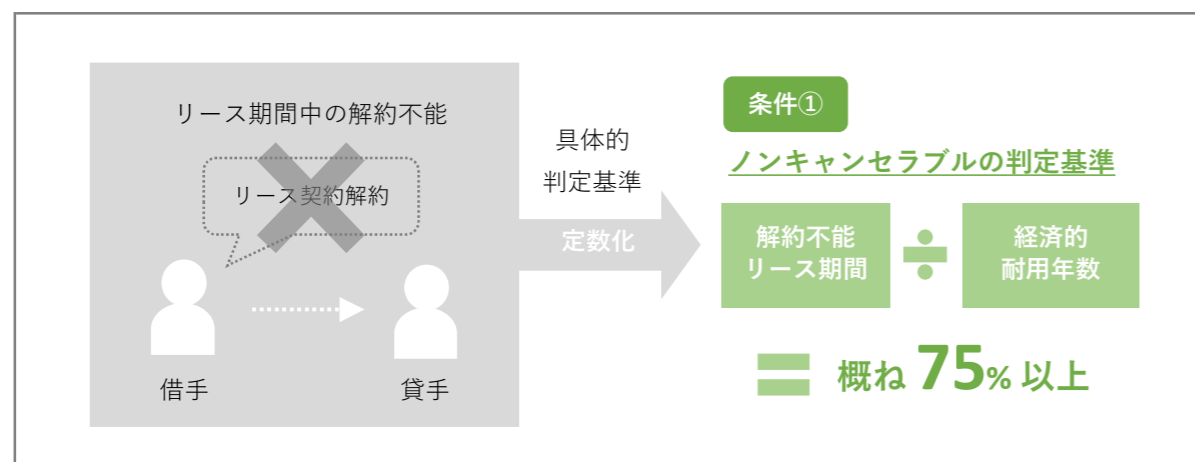 リース期間中の解約不能
リース契約解約
借手
貸手
具体的
判定基準
定数化
条件①
ノンキャンセラブルの判定基準
解約不能
リース期間
÷
経済的
耐用年数
= 概ね 75% 以上